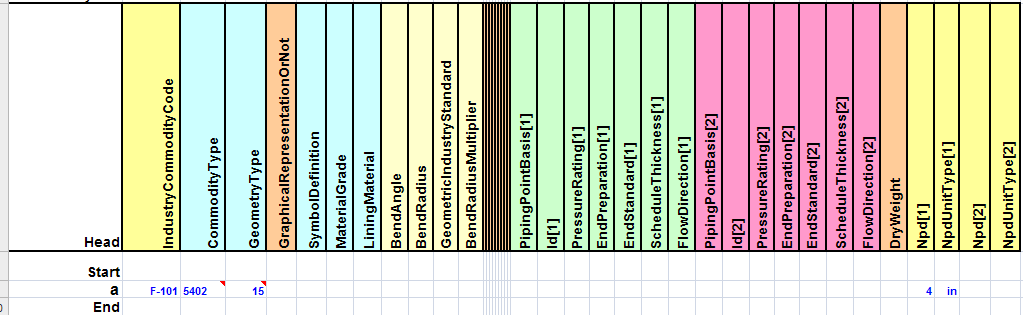 Head
IndustryCommodityCode
CommodityType
GeometryType
GraphicalRepresentationOrNot
SymbolDefinition
MaterialGrade
LiningMaterial
BendAngle
BendRadius
GeometricIndustryStandard
BendRadiusMultiplier
PipingPointBasis[1]
Id[1]
PressureRating[1]
EndPreparation[1]
EndStandard[1]
ScheduleThickness[1]
FlowDirection[1]
PipingPointBasis[2]
Id[2]
PressureRating[2]
EndPreparation[2]
EndStandard[2]
ScheduleThickness[2]
FlowDirection[2]
DryWeight
Npd[1]
NpdUnitType[1]
Npd[2]
NpdUnitType[2]
Start
a F-101 5402 15 4 in
End